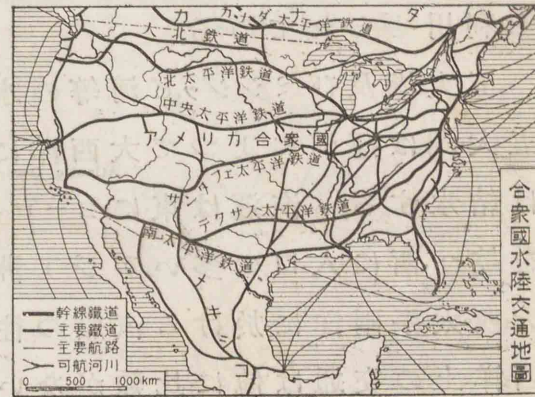 カナダ
カナダ太平洋鉄道
大北鉄道
北太平洋鉄道
中央太平洋鉄道
アメリカ合衆國
サンタフェ太平洋鉄道
テクサス太平洋鉄道
南太平洋鉄道
メキシコ
合衆國水陸交通地圖
幹線鐵道
主要鐵道
主要航路
可航河川
0 500 1000km